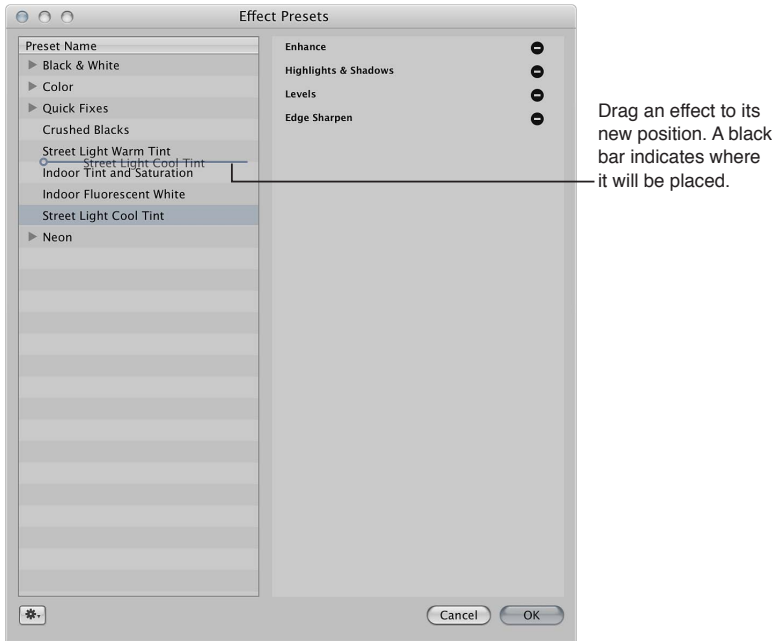 Effect Presets
Preset Name
Black & White
Color
Quick Fixes
Crushed Blacks
Street Light Warm Tint
Street Light Cool Tint
Indoor Tint and Saturation
Indoor Fluorescent White
Street Light Cool Tint
Neon
Enhance
Highlights & Shadows
Levels
Edge Sharpen
Drag an effect to its
new position. A black
bar indicates where
it will be placed.
Cancel
OK